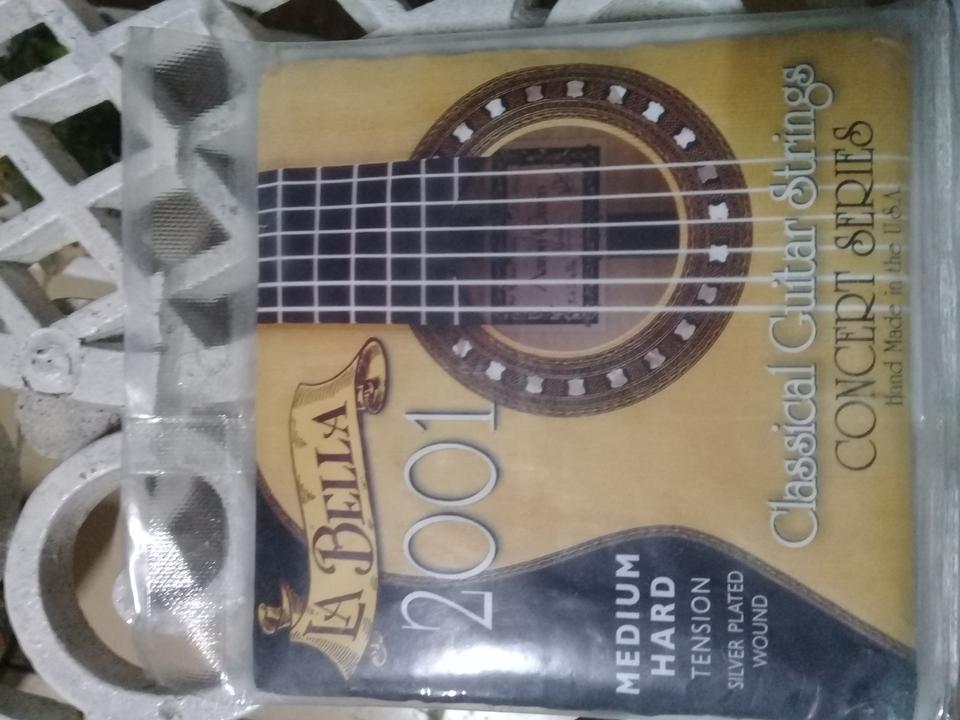 LA BELLA
2001
MEDIUM
HARD
TENSION
SILVER PLATED
WOUND
Classical Guitar Strings
CONCERT SERIES
Hand Made in the U.S.A.